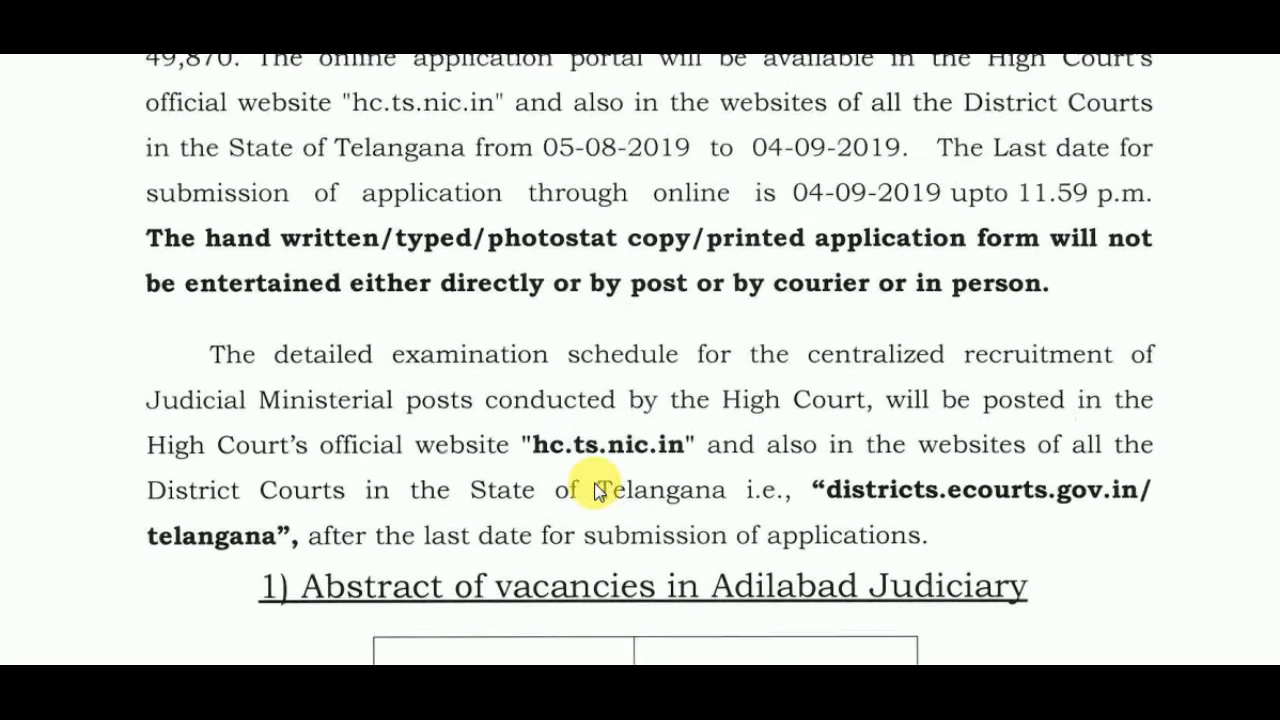 49,870. The online application portal will be available in the High Court's
official website "hc.ts.nic.in" and also in the websites of all the District Courts
in the State of Telangana from 05-08-2019 to 04-09-2019. The Last date for
submission of application through online is 04-09-2019 upto 11.59 p.m.
The hand written/typed/photostat copy/printed application form will not
be entertained either directly or by post or by courier or in person.
The detailed examination schedule for the centralized recruitment of
Judicial Ministerial posts conducted by the High Court, will be posted in the
High Court’s official website "hc.ts.nic.in" and also in the websites of all the
District Courts in the State of Telangana i.e., “districts.ecourts.gov.in/
telangana”, after the last date for submission of applications.
1) Abstract of vacancies in Adilabad Judiciary